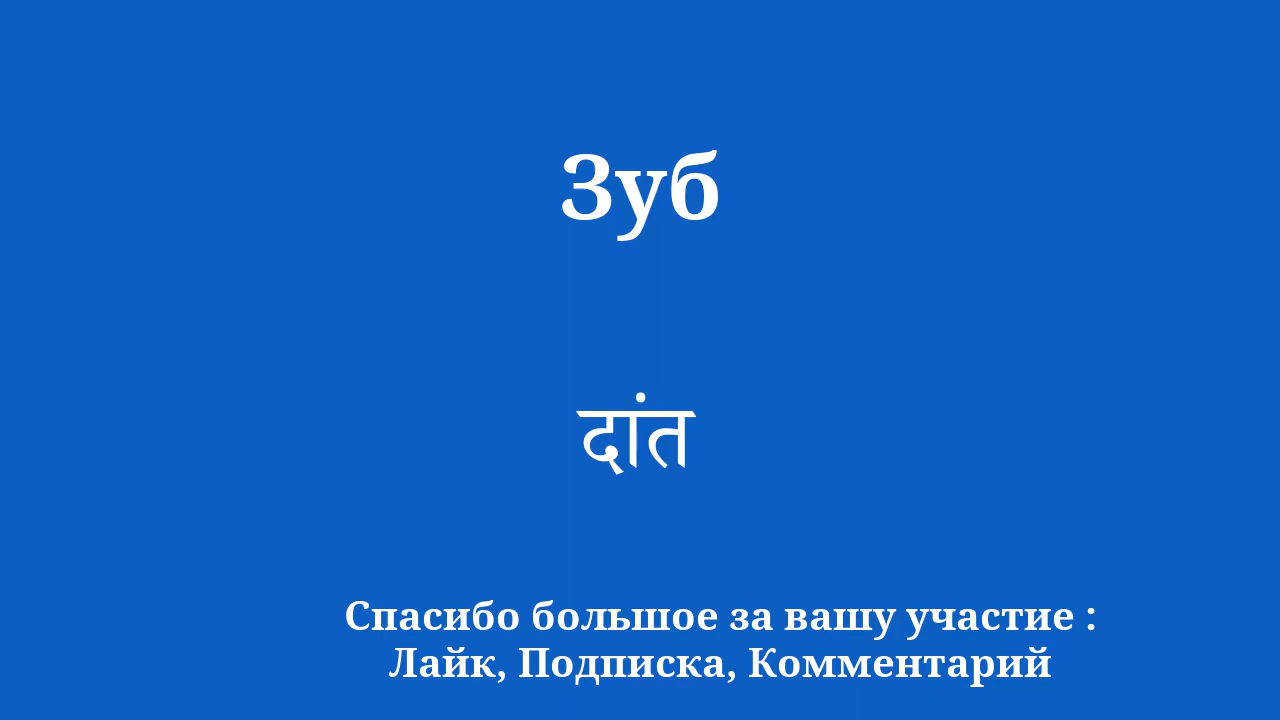 Зуб
दांत
Спасибо большое за вашу участие :
Лайк, Подписка, Комментарий